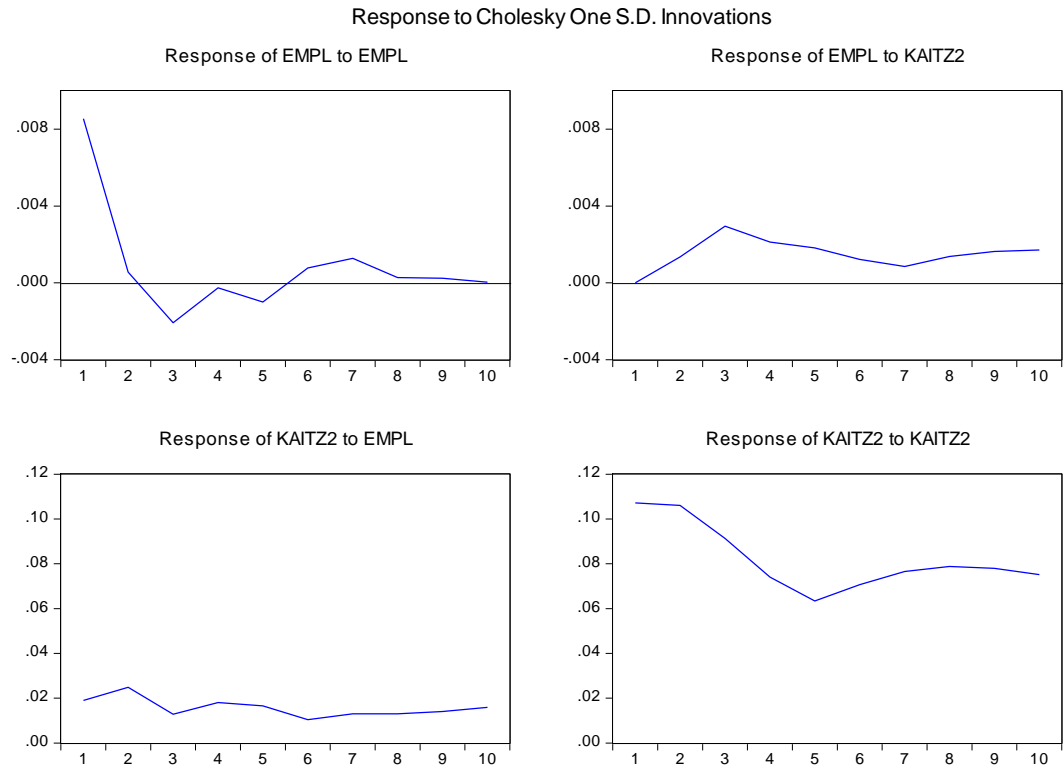 Response to Cholesky One S.D. Innovations
Response of EMPL to EMPL
.008
.004
.000
-.004
1 2 3 4 5 6 7 8 9 10
Response of EMPL to KAITZ2
.008
.004
.000
-.004
1 2 3 4 5 6 7 8 9 10
Response of KAITZ2 to EMPL
.12
.10
.08
.06
.04
.02
.00
1 2 3 4 5 6 7 8 9 10
Response of KAITZ2 to KAITZ2
.12
.10
.08
.06
.04
.02
.00
1 2 3 4 5 6 7 8 9 10